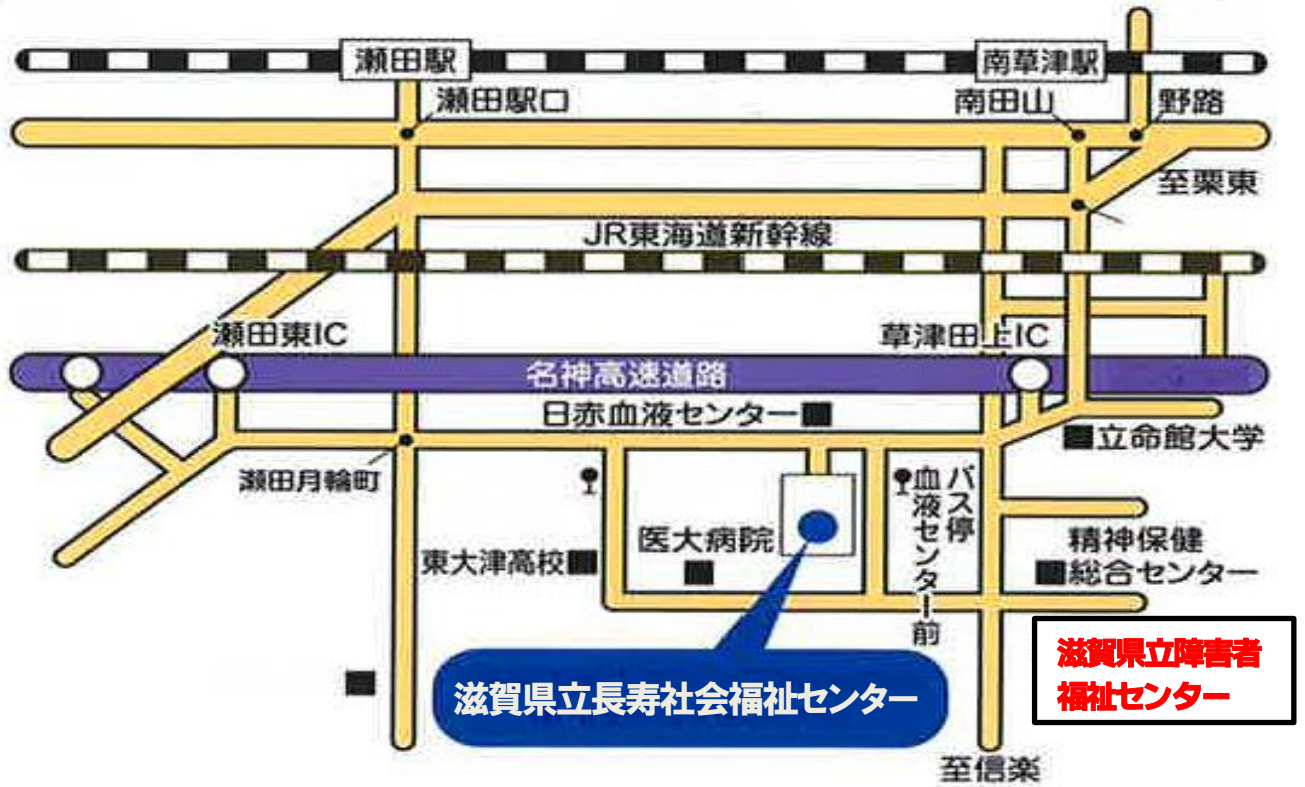 瀬田駅
南草津駅
瀬田駅口
南田山
野路
至栗東
JR東海道新幹線
瀬田東IC
草津田上IC
名神高速道路
日赤血液センター
立命館大学
瀬田月輪町
バス停
血液センター前
医大病院
東大津高校
精神保健
総合センター
滋賀県立障害者
福祉センター
滋賀県立長寿社会福祉センター
至信楽